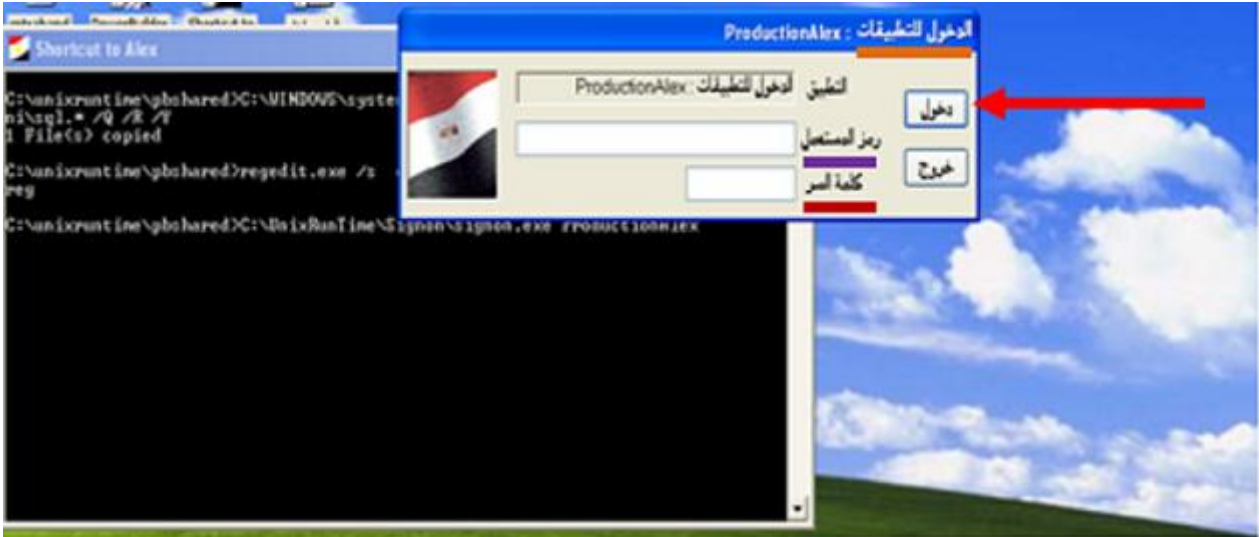 Shortcut to Alex
C:\unixruntime\pbshared>C:\WINDOWS\syste
ni\sql.* /Q /R /Y
1 File(s) copied
C:\unixruntime\pbshared>regedit.exe /s
reg
C:\unixruntime\pbshared>C:\UnixRunTime\Signon\signon.exe ProductionAlex
الدخول للتطبيقات : ProductionAlex
التطبيق
الدخول للتطبيقات : ProductionAlex
دخول
رمز المستعمل
خروج
كلمة السر